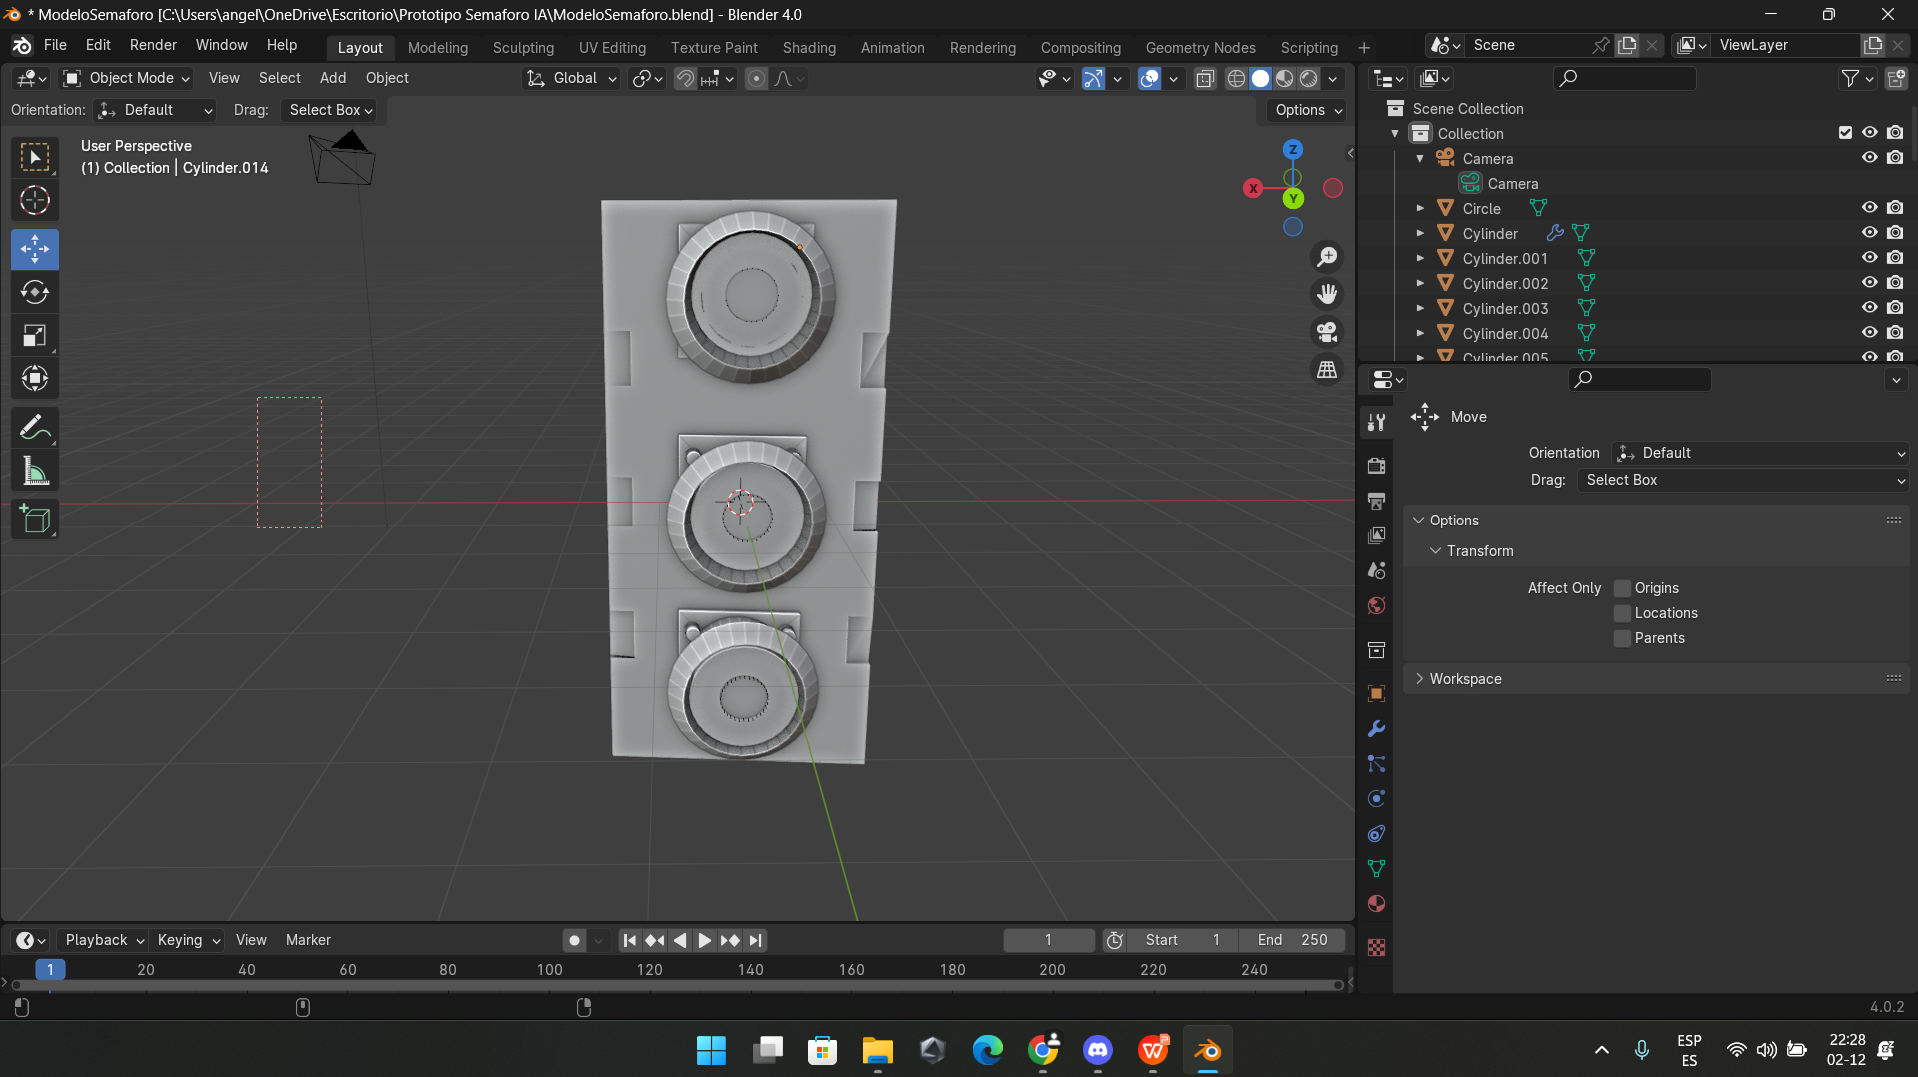 * ModeloSemaforo [C:\Users\angel\OneDrive\Escritorio\Prototipo Semaforo IA\ModeloSemaforo.blend] - Blender 4.0
File Edit Render Window Help Layout Modeling Sculpting UV Editing Texture Paint Shading Animation Rendering Compositing Geometry Nodes Scripting + Scene ViewLayer
Object Mode View Select Add Object Global
Orientation: Default Drag: Select Box Options
User Perspective
(1) Collection | Cylinder.014
Z
X
Y
Scene Collection
Collection
Camera
Camera
Circle
Cylinder
Cylinder.001
Cylinder.002
Cylinder.003
Cylinder.004
Cylinder.005
Move
Orientation Default
Drag: Select Box
Options
Transform
Affect Only Origins
Locations
Parents
Workspace
Playback Keying View Marker 1 Start 1 End 250
1 20 40 60 80 100 120 140 160 180 200 220 240
4.0.2
ESP
ES
22:28
02-12